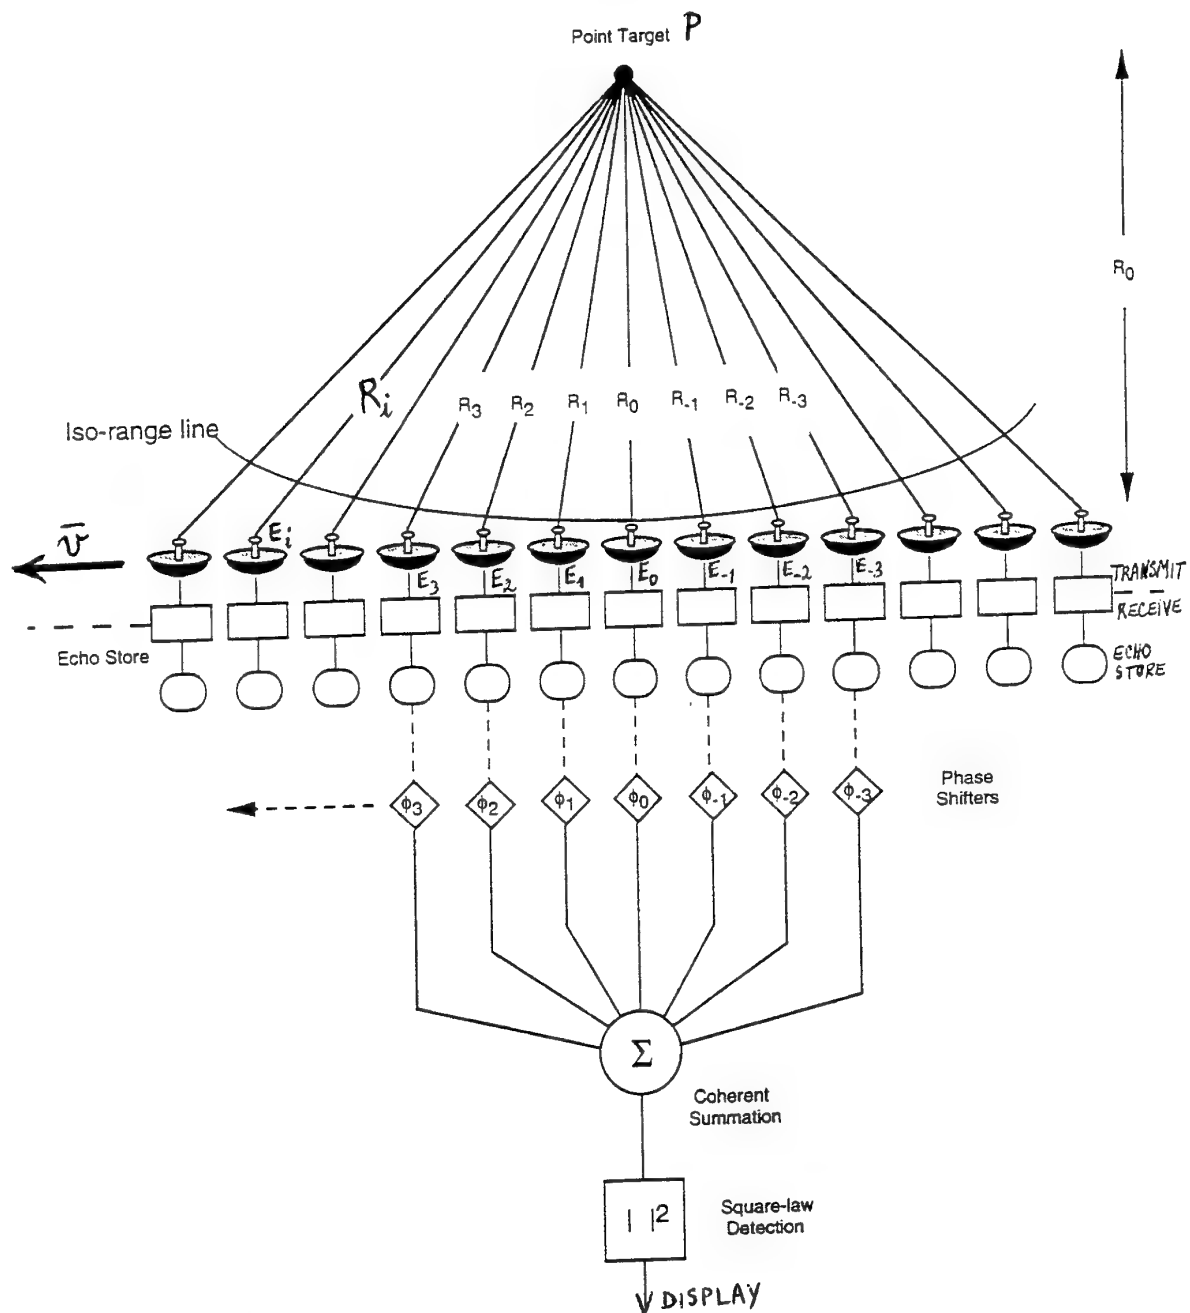 Point Target P
R₀
Rᵢ
R₃ R₂ R₁ R₀ R₋₁ R₋₂ R₋₃
Iso-range line
v̄
Eᵢ
E₃ E₂ E₁ E₀ E₋₁ E₋₂ E₋₃
TRANSMIT
RECEIVE
Echo Store
ECHO
STORE
Phase
Shifters
ϕ₃ ϕ₂ ϕ₁ ϕ₀ ϕ₋₁ ϕ₋₂ ϕ₋₃
Σ
Coherent
Summation
| |²
Square-law
Detection
DISPLAY